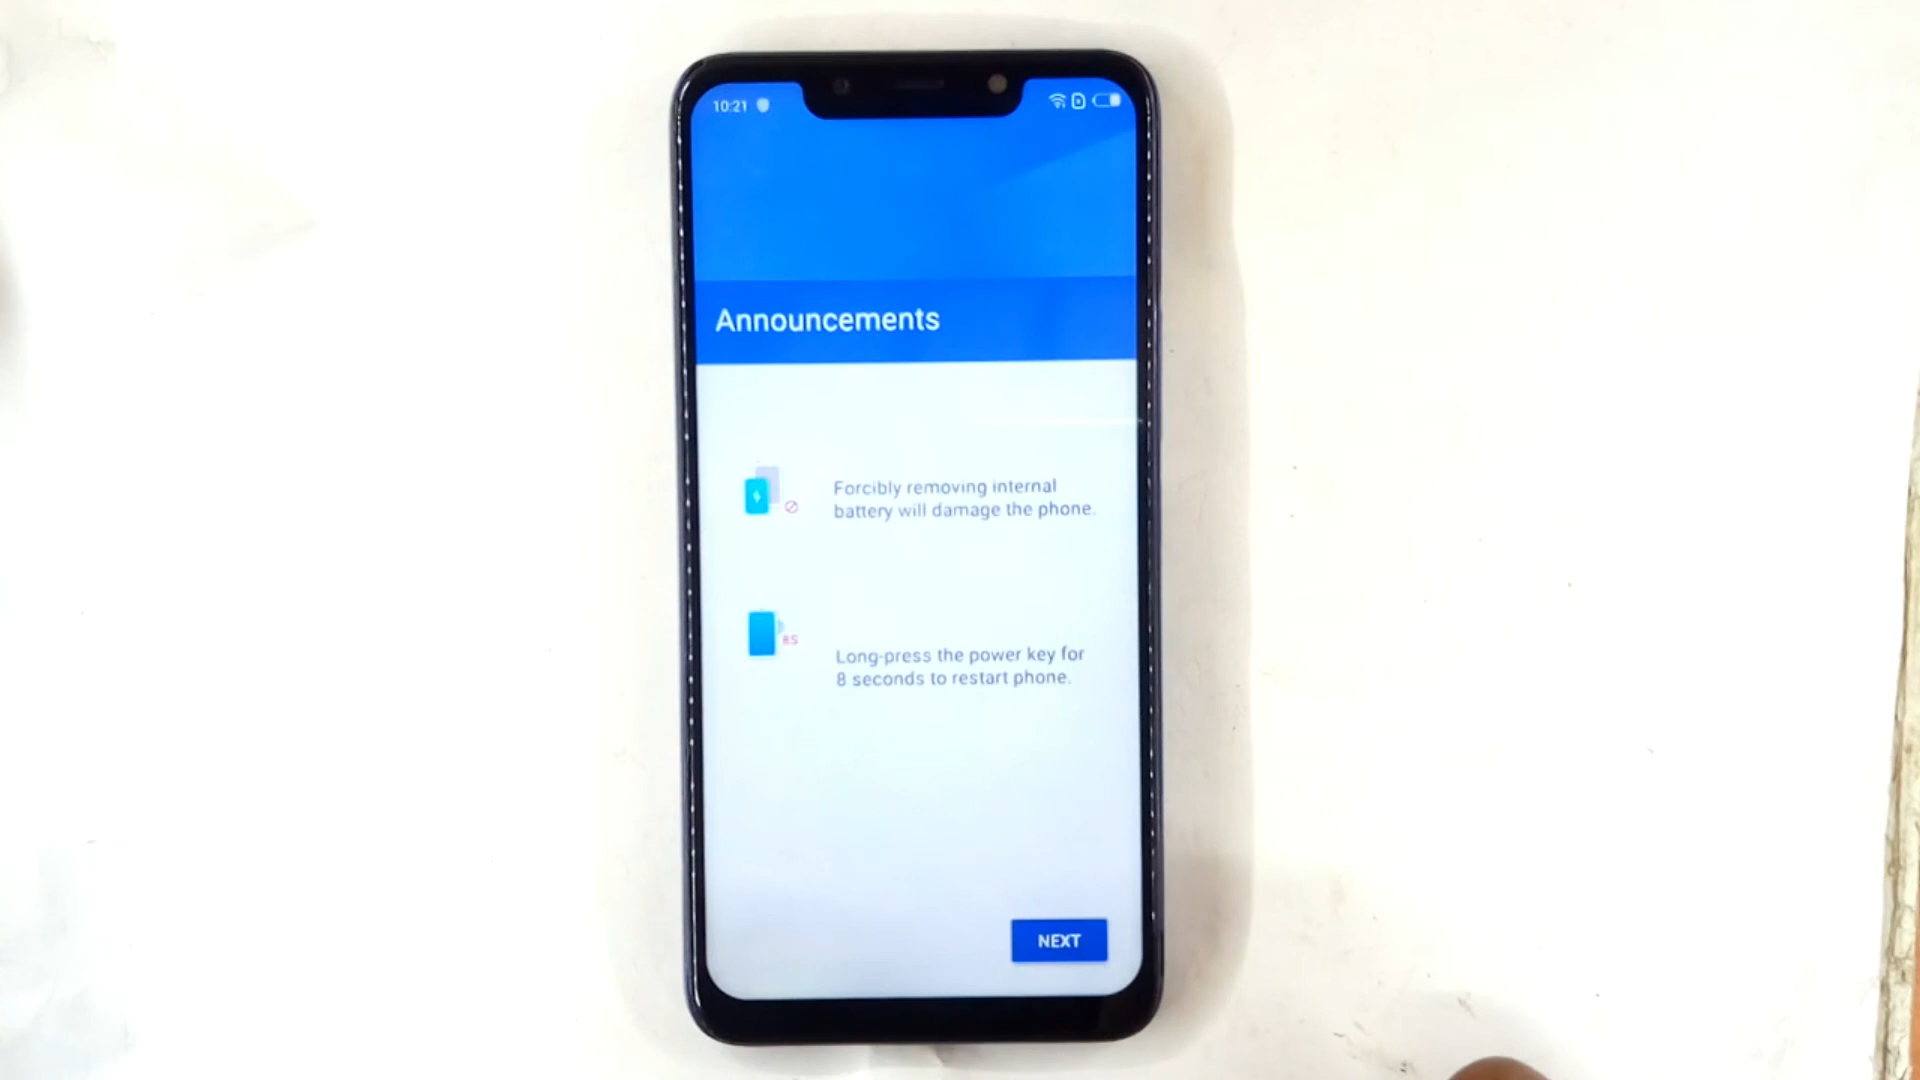 10:21
Announcements
Forcibly removing internal
battery will damage the phone.
8S
Long-press the power key for
8 seconds to restart phone.
NEXT